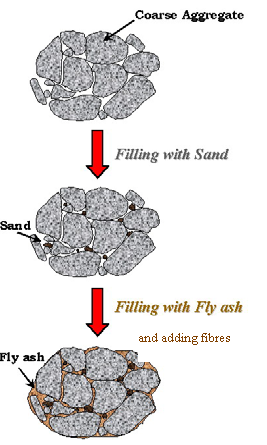 Coarse Aggregate
Filling with Sand
Sand
Filling with Fly ash
and adding fibres
Fly ash